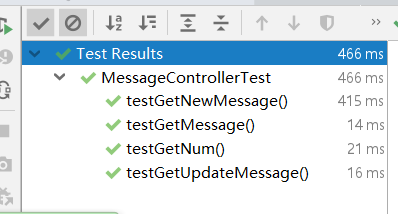 Test Results 466 ms
MessageControllerTest 466 ms
testGetNewMessage() 415 ms
testGetMessage() 14 ms
testGetNum() 21 ms
testGetUpdateMessage() 16 ms